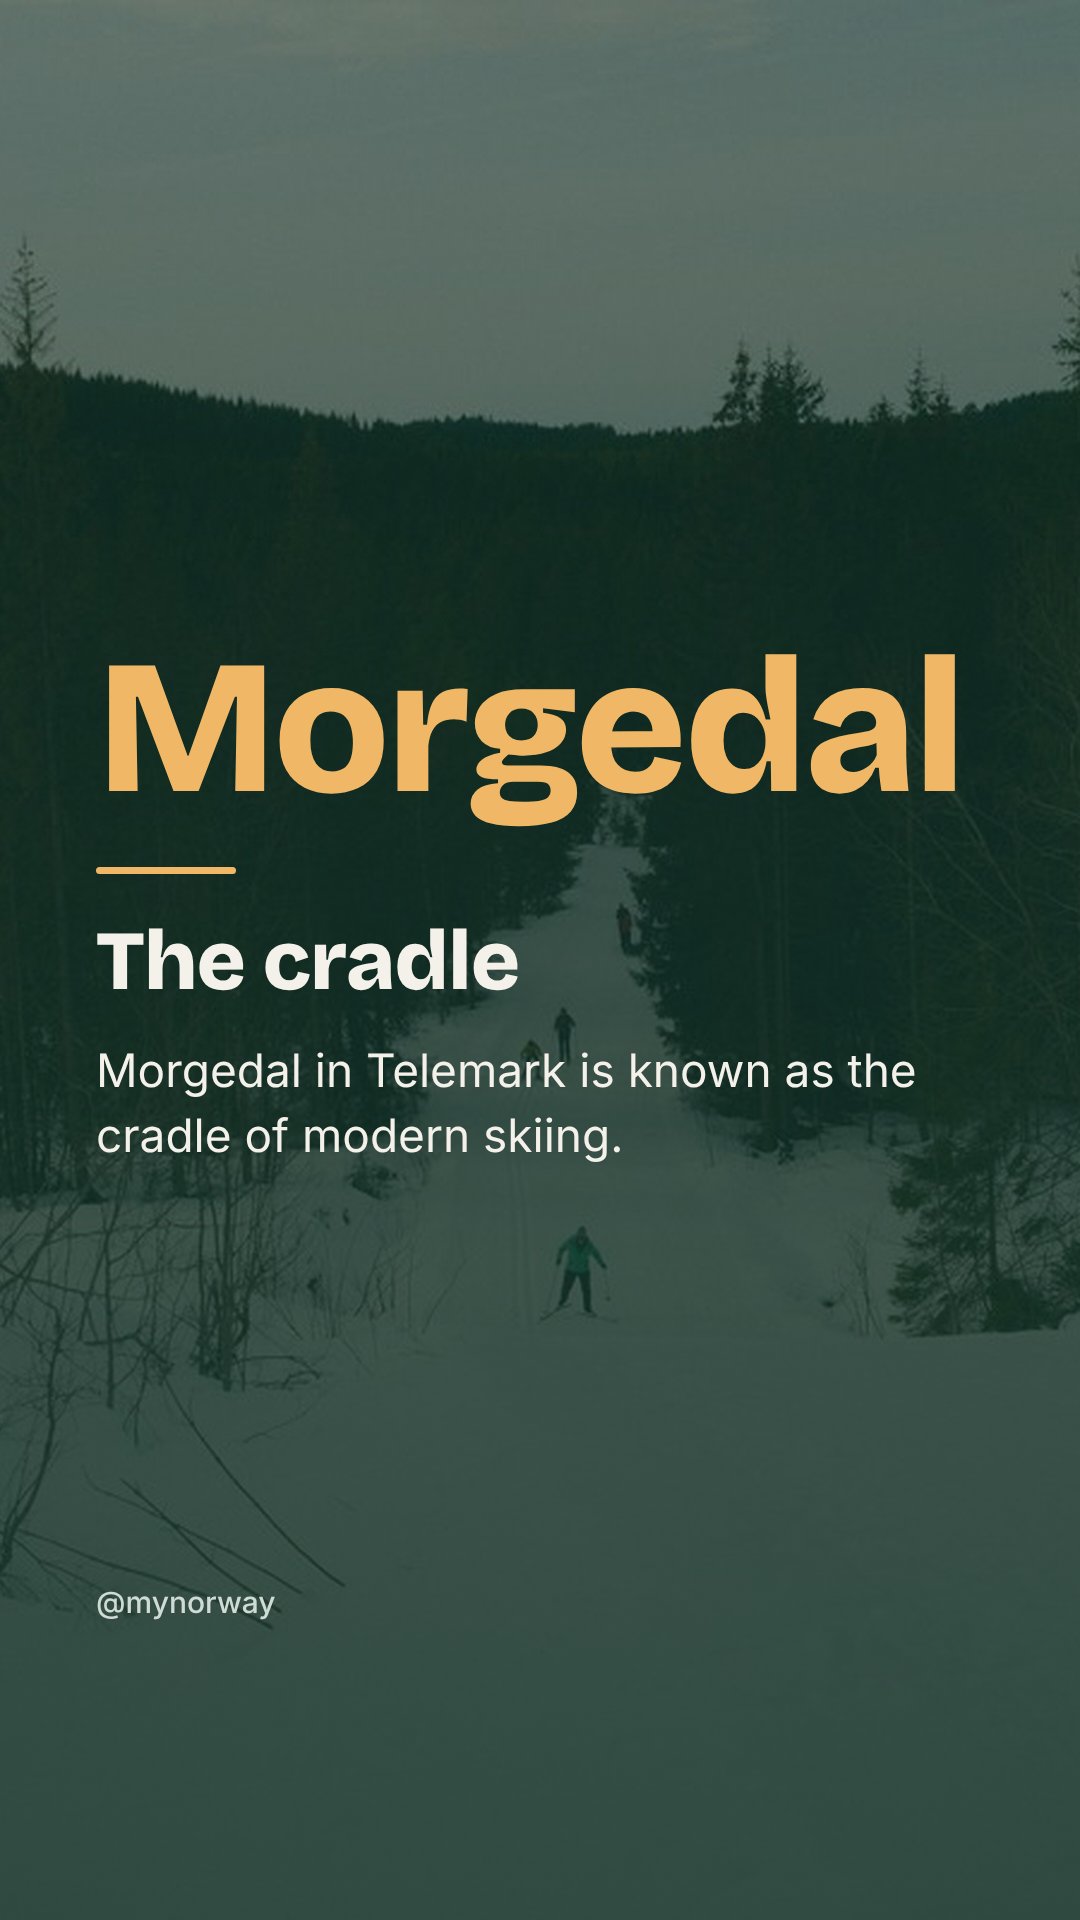 Morgedal
The cradle
Morgedal in Telemark is known as the
cradle of modern skiing.
@mynorway